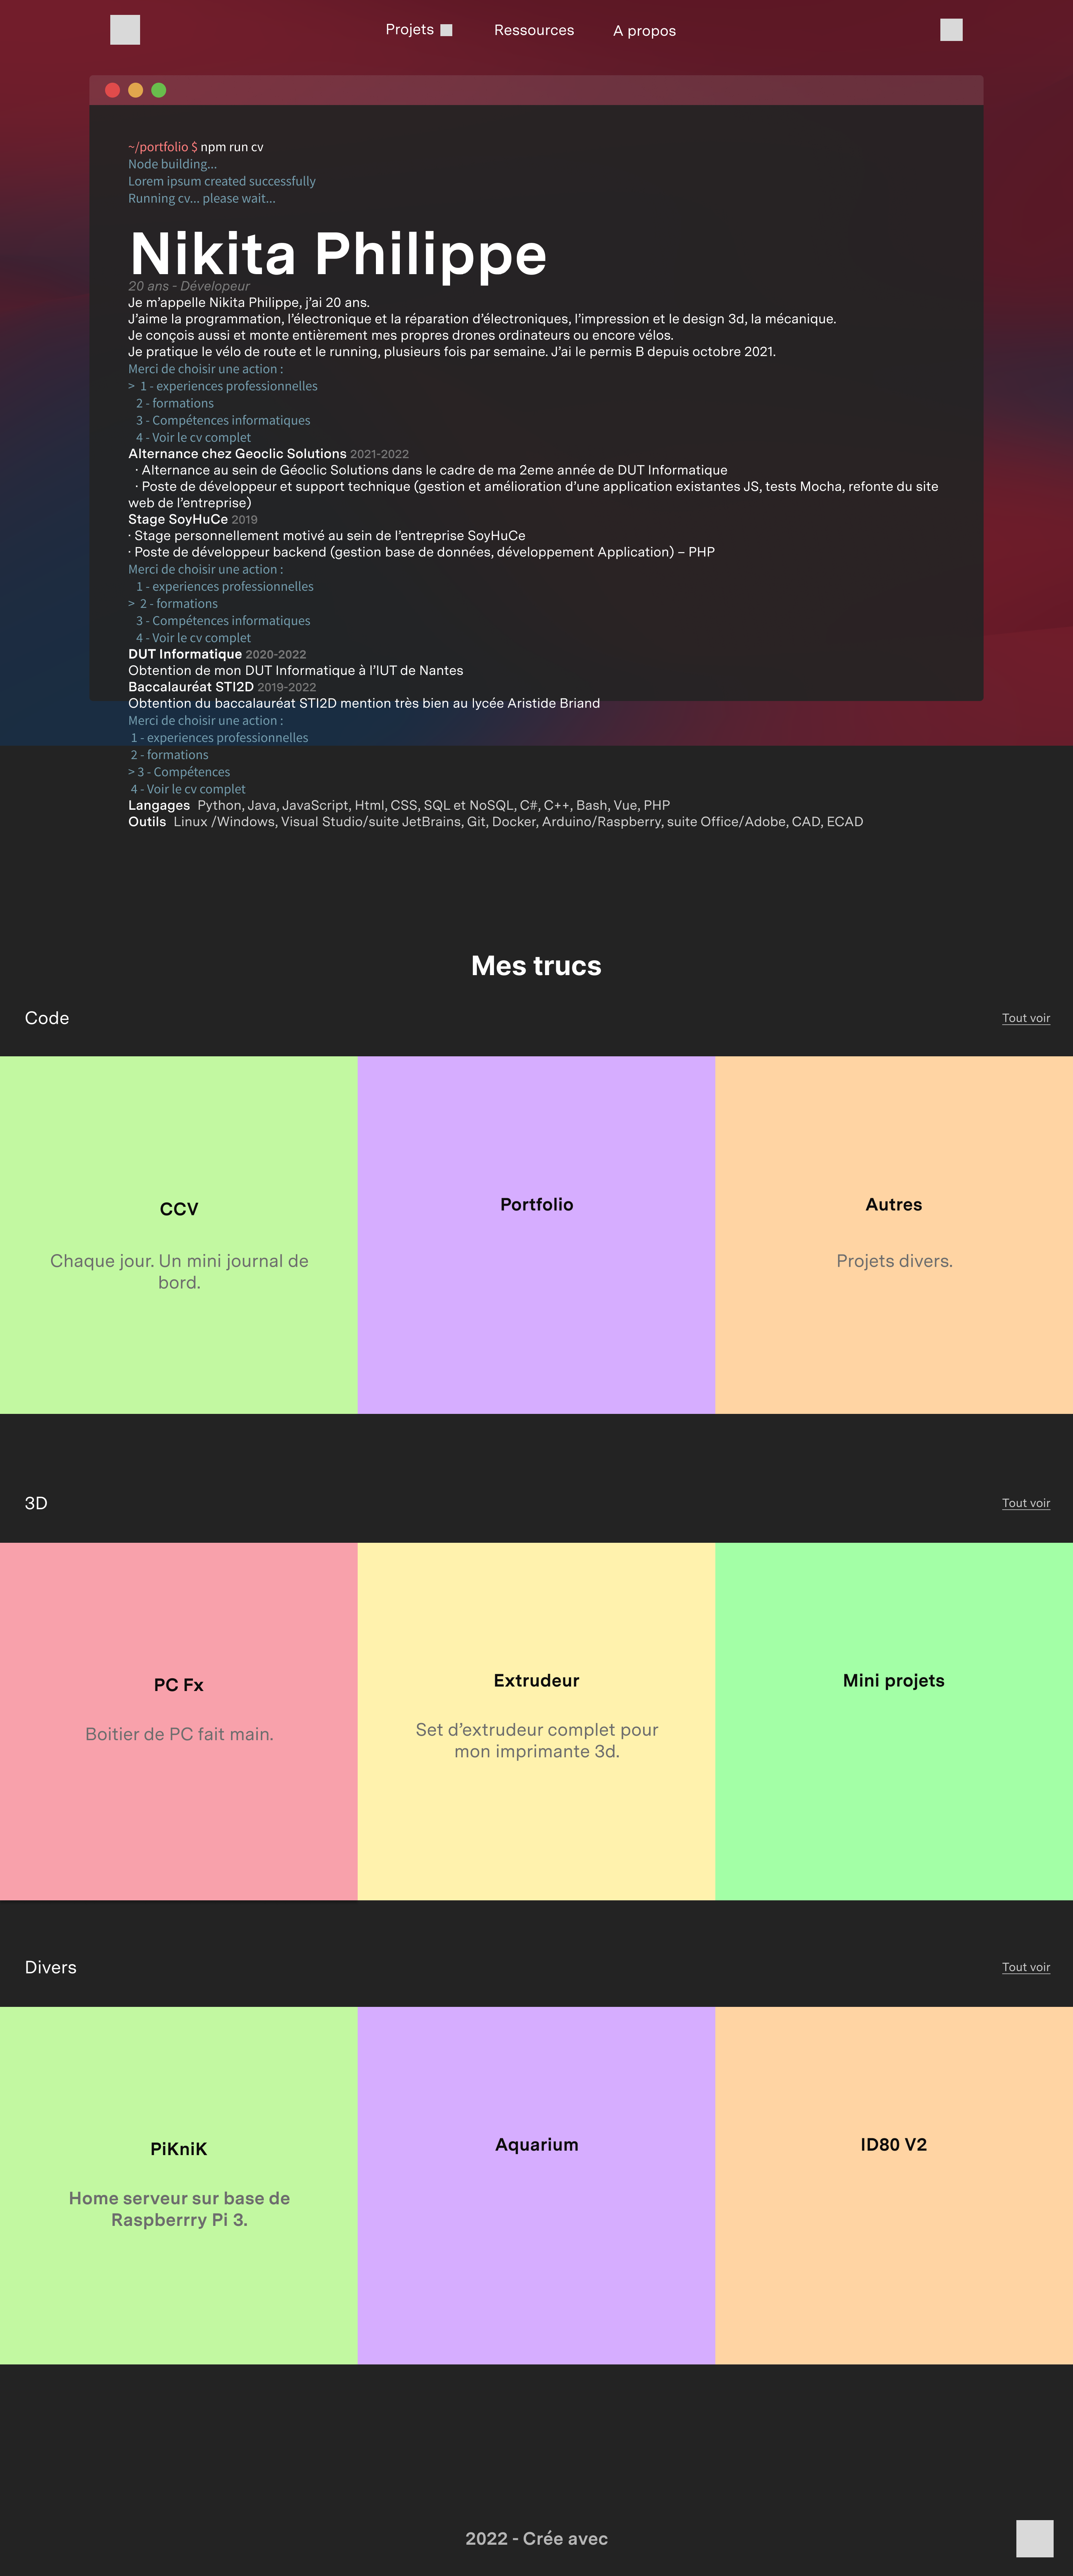 Projets
Ressources
A propos
~/portfolio $ npm run cv
Node building...
Lorem ipsum created successfully
Running cv... please wait...
Nikita Philippe
20 ans - Dévelopeur
Je m’appelle Nikita Philippe, j’ai 20 ans.
J’aime la programmation, l’électronique et la réparation d’électroniques, l’impression et le design 3d, la mécanique.
Je conçois aussi et monte entièrement mes propres drones ordinateurs ou encore vélos.
Je pratique le vélo de route et le running, plusieurs fois par semaine. J’ai le permis B depuis octobre 2021.
Merci de choisir une action :
> 1 - experiences professionnelles
2 - formations
3 - Compétences informatiques
4 - Voir le cv complet
Alternance chez Geoclic Solutions 2021-2022
· Alternance au sein de Géoclic Solutions dans le cadre de ma 2eme année de DUT Informatique
· Poste de développeur et support technique (gestion et amélioration d’une application existantes JS, tests Mocha, refonte du site
web de l’entreprise)
Stage SoyHuCe 2019
· Stage personnellement motivé au sein de l’entreprise SoyHuCe
· Poste de développeur backend (gestion base de données, développement Application) – PHP
Merci de choisir une action :
1 - experiences professionnelles
> 2 - formations
3 - Compétences informatiques
4 - Voir le cv complet
DUT Informatique 2020-2022
Obtention de mon DUT Informatique à l’IUT de Nantes
Baccalauréat STI2D 2019-2022
Obtention du baccalauréat STI2D mention très bien au lycée Aristide Briand
Merci de choisir une action :
1 - experiences professionnelles
2 - formations
> 3 - Compétences
4 - Voir le cv complet
Langages Python, Java, JavaScript, Html, CSS, SQL et NoSQL, C#, C++, Bash, Vue, PHP
Outils Linux /Windows, Visual Studio/suite JetBrains, Git, Docker, Arduino/Raspberry, suite Office/Adobe, CAD, ECAD
Mes trucs
Code
Tout voir
CCV
Chaque jour. Un mini journal de
bord.
Portfolio
Autres
Projets divers.
3D
Tout voir
PC Fx
Boitier de PC fait main.
Extrudeur
Set d’extrudeur complet pour
mon imprimante 3d.
Mini projets
Divers
Tout voir
PiKniK
Home serveur sur base de
Raspberrry Pi 3.
Aquarium
ID80 V2
2022 - Crée avec